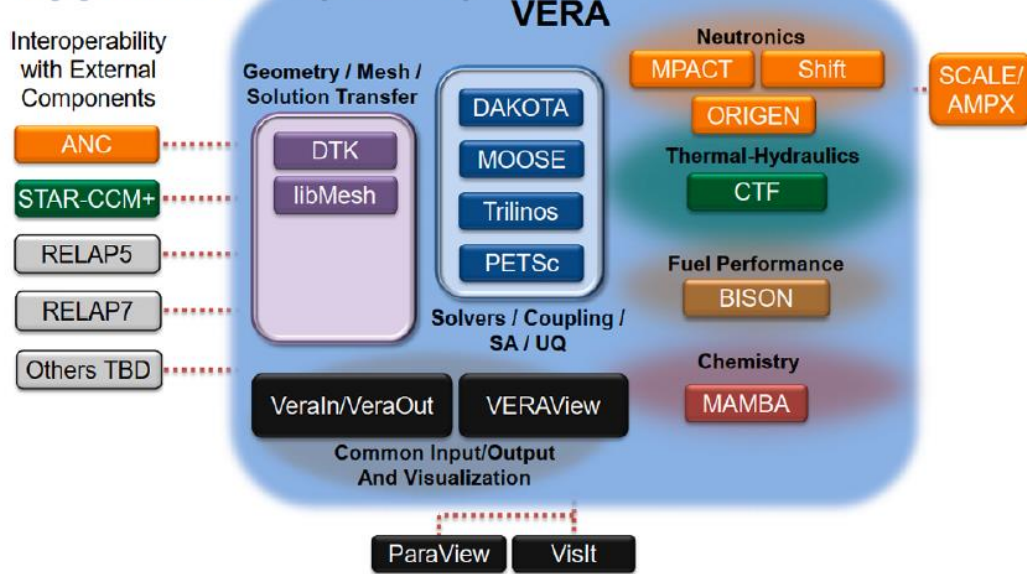 VERA
Interoperability
with External
Components
ANC
STAR-CCM+
RELAP5
RELAP7
Others TBD
Geometry / Mesh /
Solution Transfer
DTK
libMesh
DAKOTA
MOOSE
Trilinos
PETSc
Solvers / Coupling /
SA / UQ
Neutronics
MPACT
Shift
ORIGEN
Thermal-Hydraulics
CTF
Fuel Performance
BISON
Chemistry
MAMBA
SCALE/
AMPX
VeraIn/VeraOut
VERAView
Common Input/Output
And Visualization
ParaView
VisIt